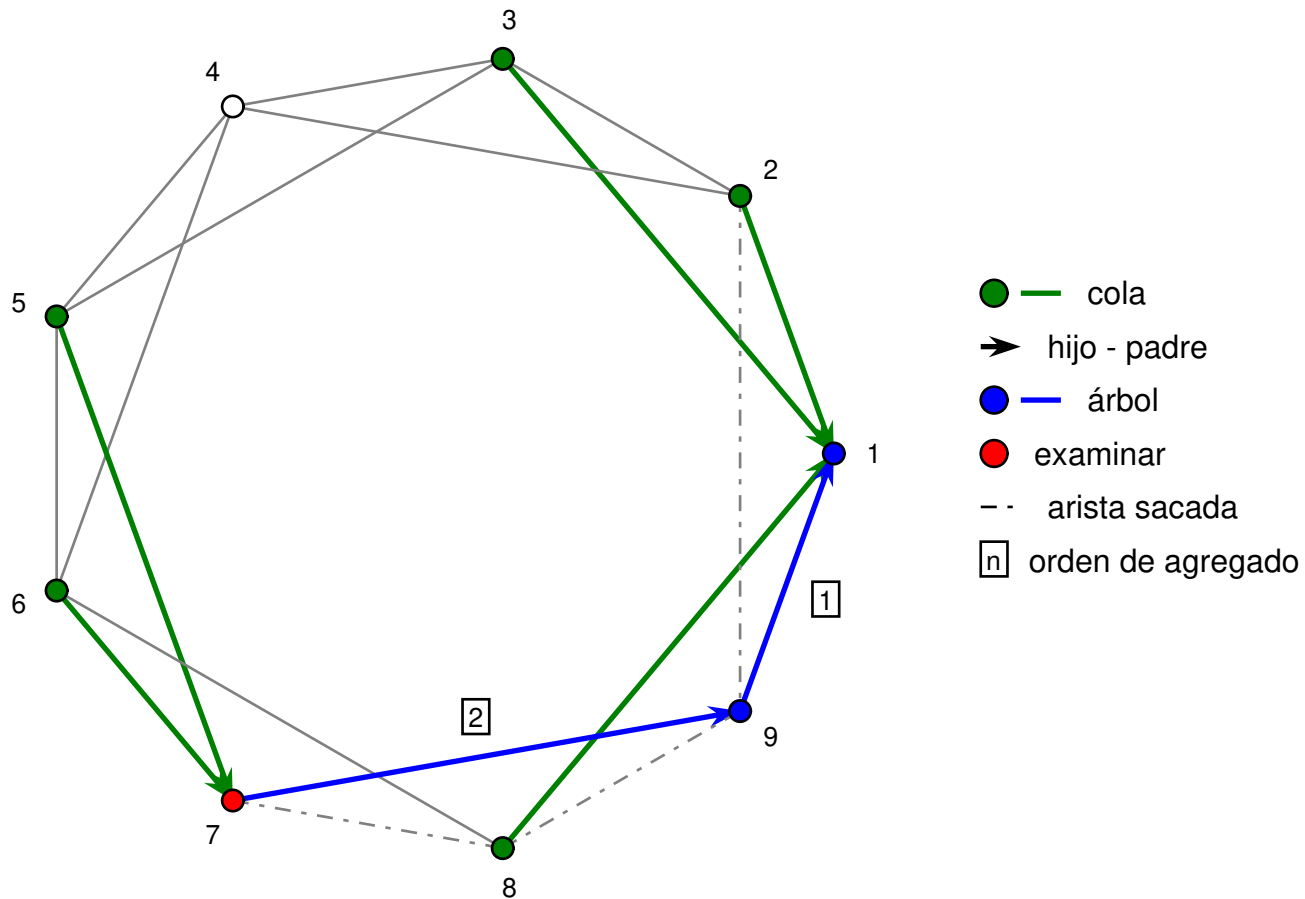 3
4
2
5
1
6
1
2
9
7
8
cola
hijo - padre
árbol
examinar
arista sacada
n orden de agregado